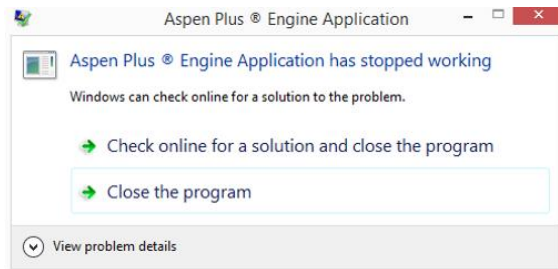 Aspen Plus ® Engine Application
Aspen Plus ® Engine Application has stopped working
Windows can check online for a solution to the problem.
Check online for a solution and close the program
Close the program
View problem details